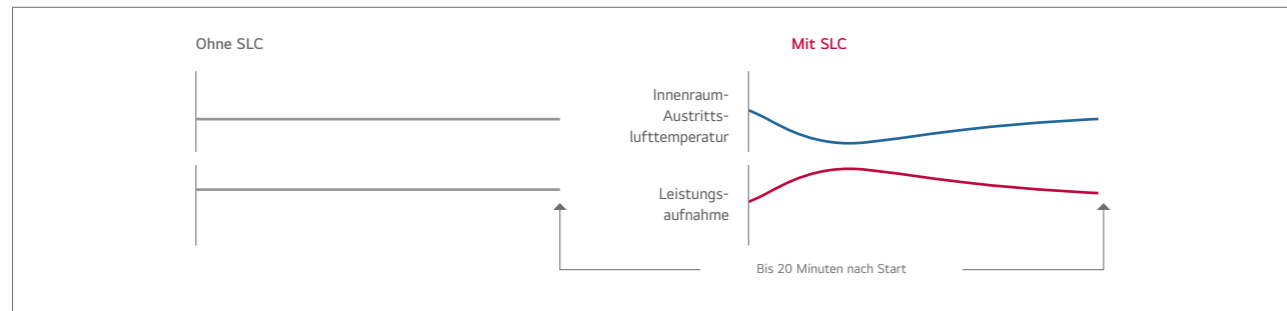 Ohne SLC
Mit SLC
Innenraum-
Austritts-
lufttemperatur
Leistungs-
aufnahme
Bis 20 Minuten nach Start